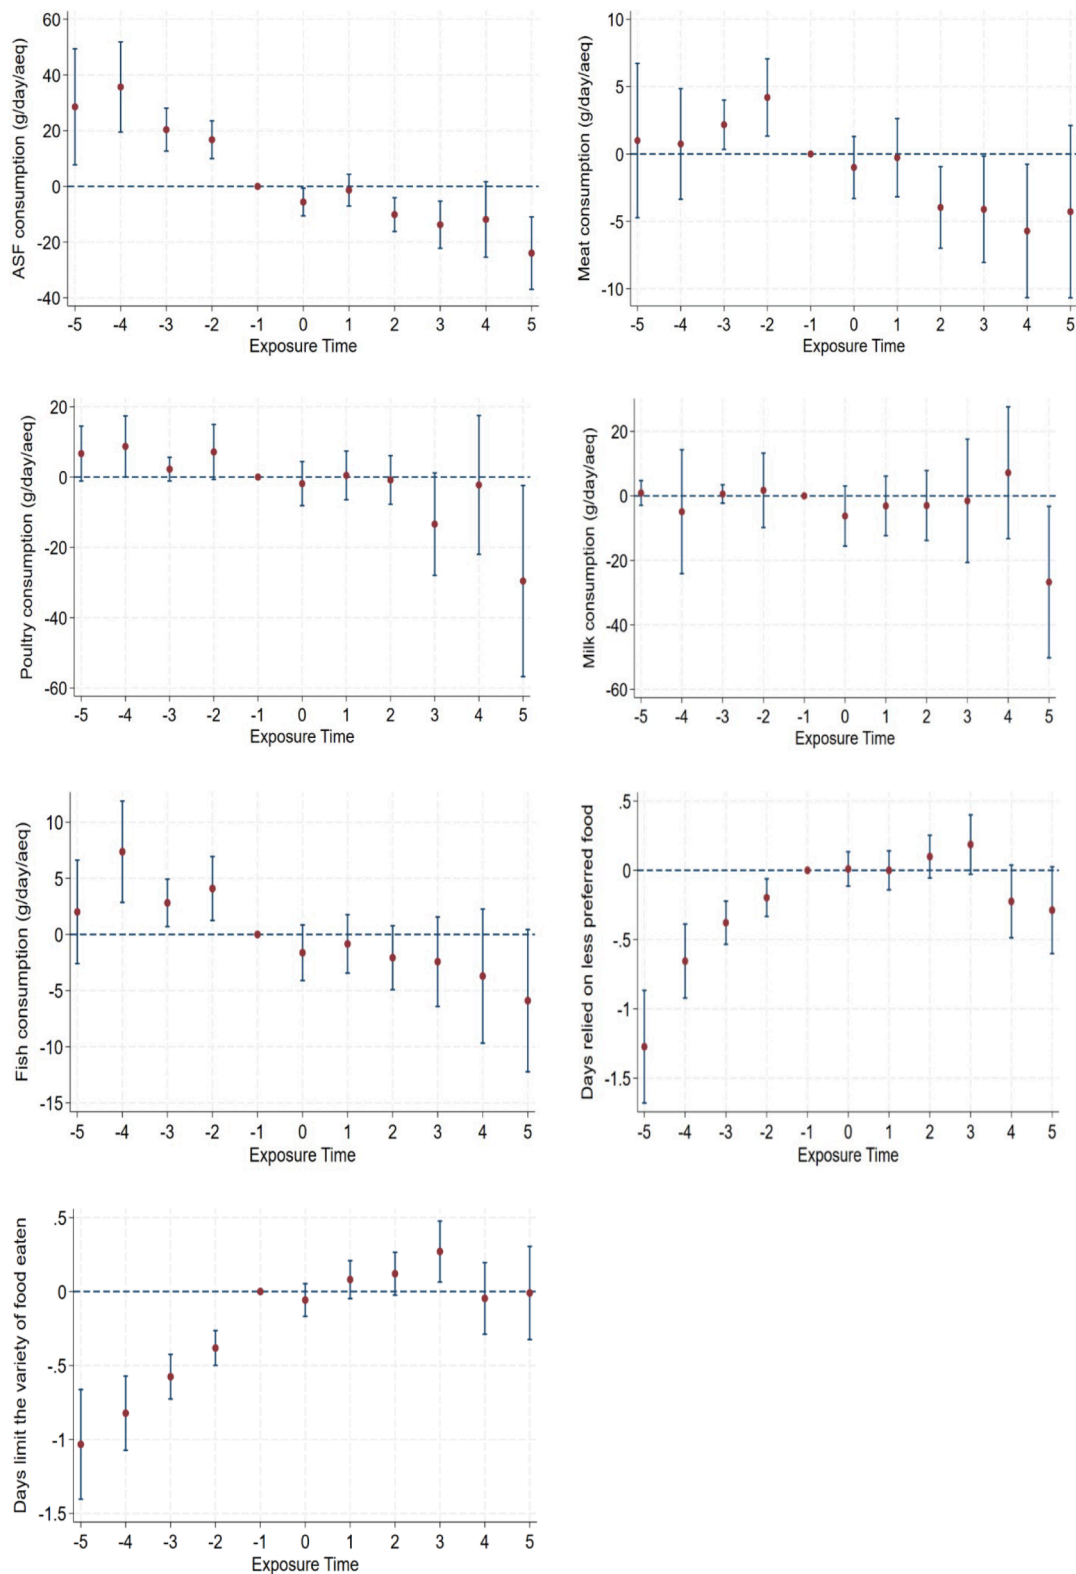 ASF consumption (g/day/aeq)
60
40
20
0
-20
-40
-5 -4 -3 -2 -1 0 1 2 3 4 5
Exposure Time
Meat consumption (g/day/aeq)
10
5
0
-5
-10
-5 -4 -3 -2 -1 0 1 2 3 4 5
Exposure Time
Poultry consumption (g/day/aeq)
20
0
-20
-40
-60
-5 -4 -3 -2 -1 0 1 2 3 4 5
Exposure Time
Milk consumption (g/day/aeq)
20
0
-20
-40
-60
-5 -4 -3 -2 -1 0 1 2 3 4 5
Exposure Time
Fish consumption (g/day/aeq)
10
5
0
-5
-10
-15
-5 -4 -3 -2 -1 0 1 2 3 4 5
Exposure Time
Days relied on less preferred food
.5
0
-.5
-1
-1.5
-5 -4 -3 -2 -1 0 1 2 3 4 5
Exposure Time
Days limit the variety of food eaten
.5
0
-.5
-1
-1.5
-5 -4 -3 -2 -1 0 1 2 3 4 5
Exposure Time